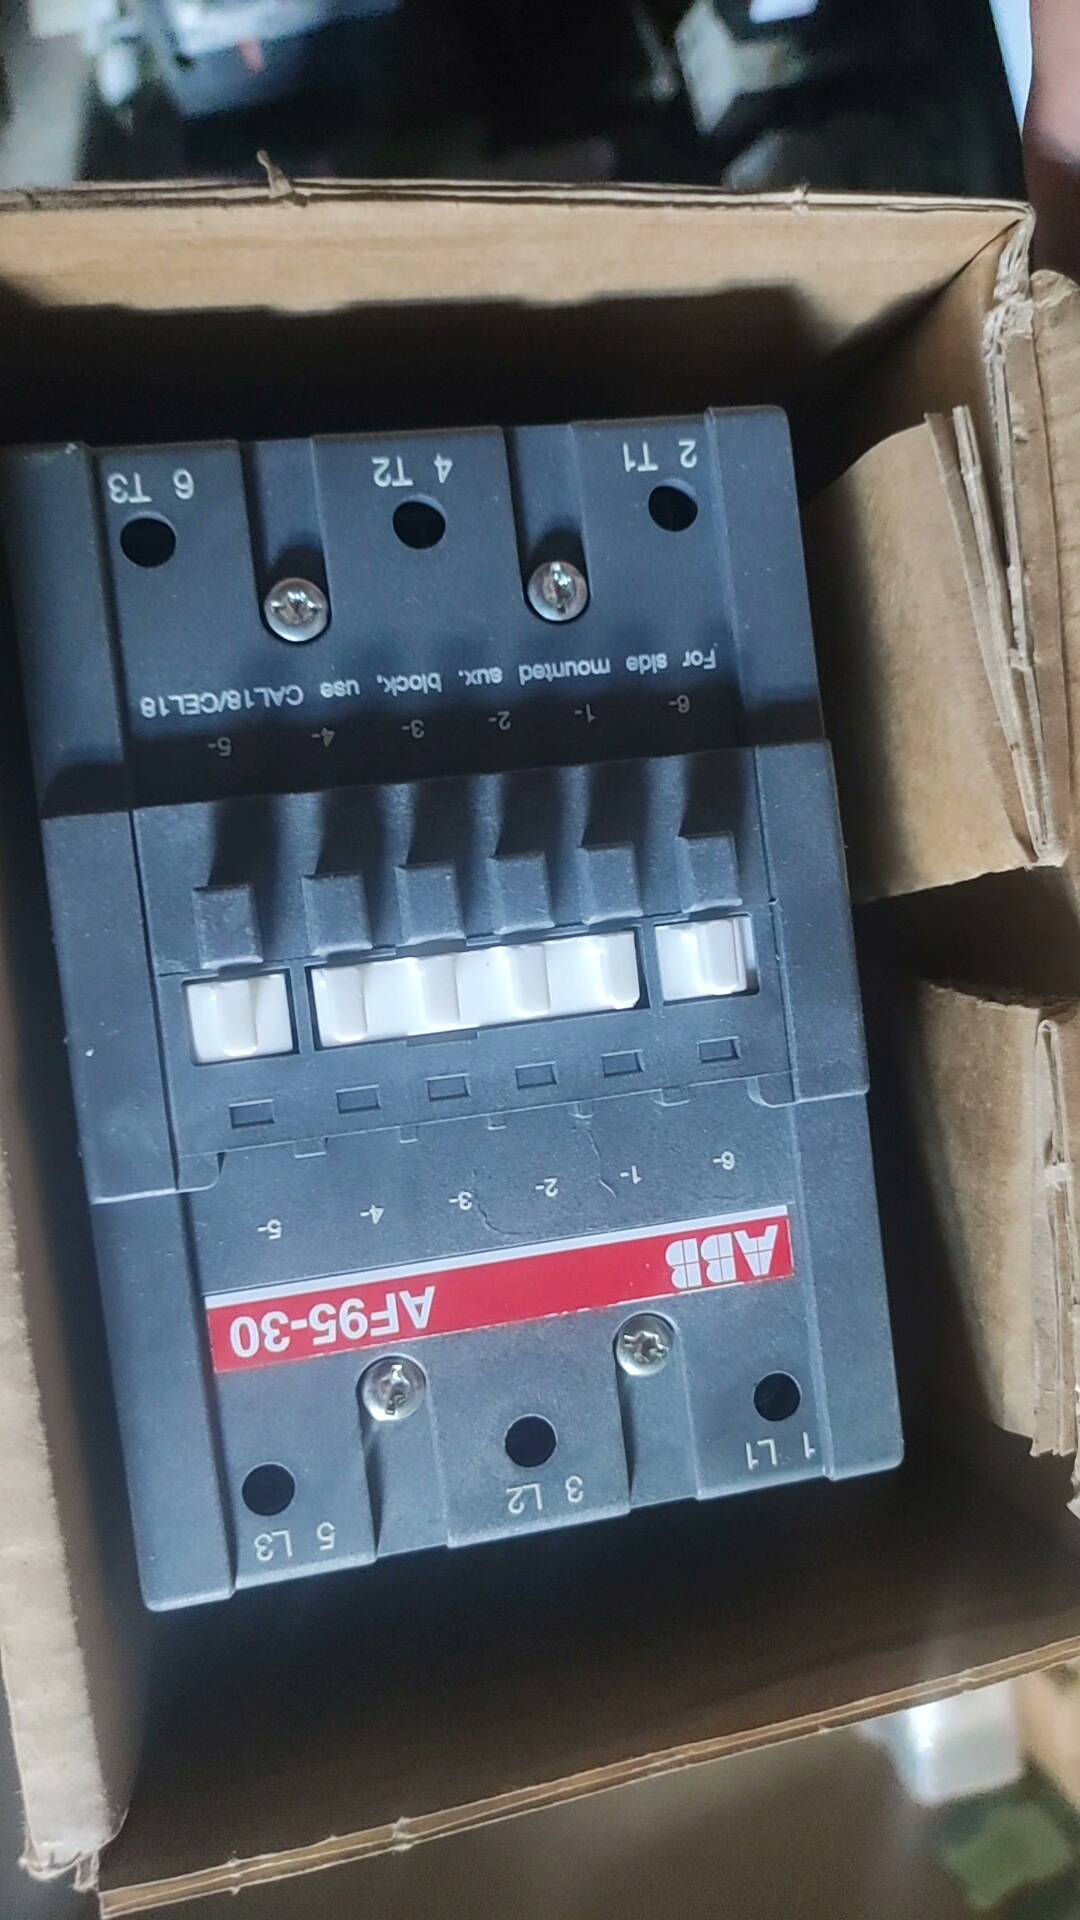 1 L1 3 L2 5 L3
ABB AF95-30
6- 1- 2- 3- 4- 5-
6- 1- 2- 3- 4- 5-
For side mounted aux. block, use CAL18/CEL18
2 T1 4 T2 6 T3